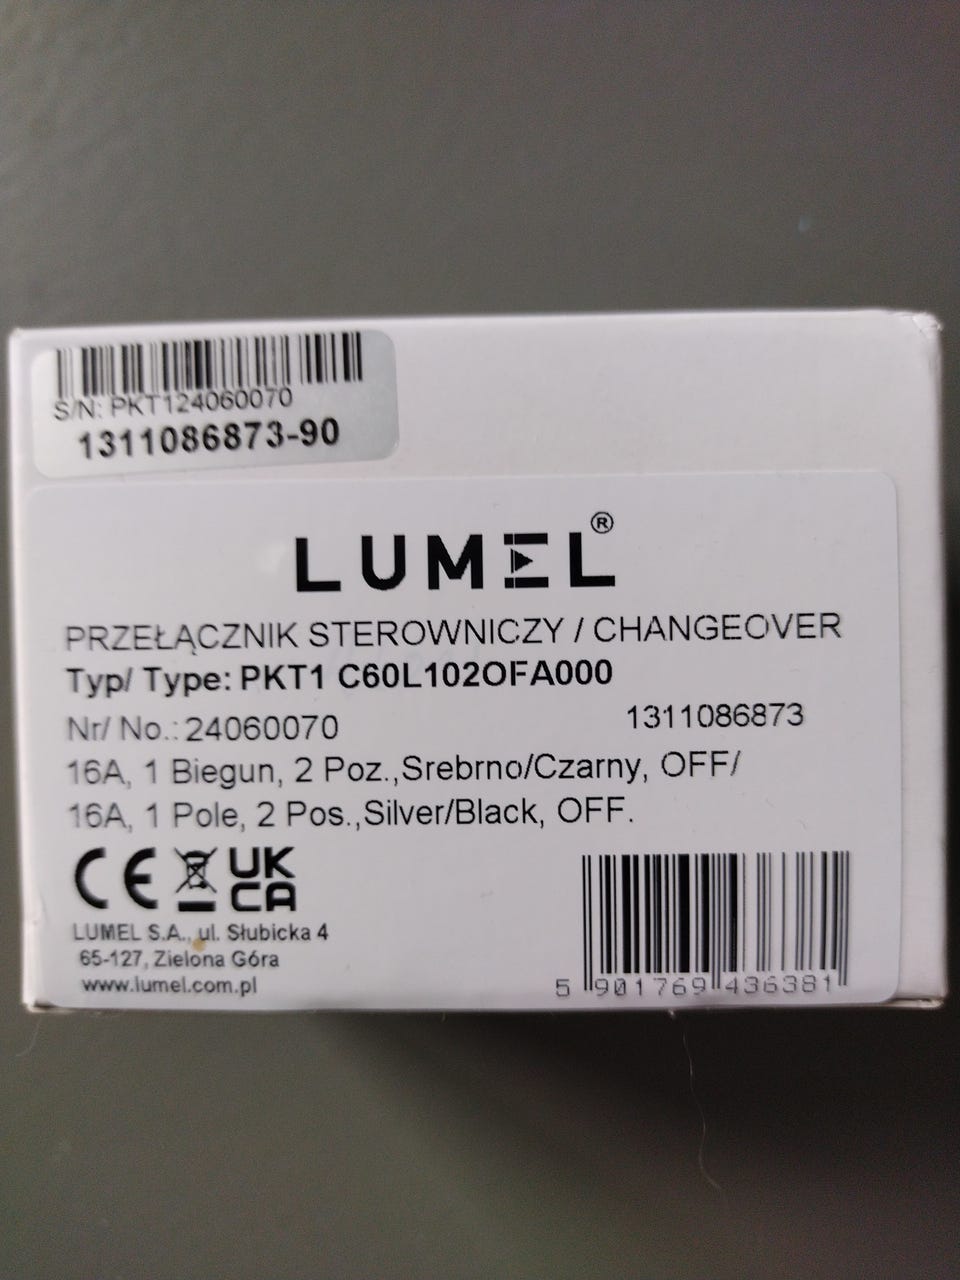 S/N: PKT124060070
1311086873-90
LUMEL®
PRZEŁĄCZNIK STEROWNICZY / CHANGEOVER
Typ/ Type: PKT1 C60L102OFA000
Nr/ No.: 24060070 1311086873
16A, 1 Biegun, 2 Poz.,Srebrno/Czarny, OFF/
16A, 1 Pole, 2 Pos.,Silver/Black, OFF.
CE UK
CA
LUMEL S.A., ul. Słubicka 4
65-127, Zielona Góra
www.lumel.com.pl
5 901769 436381